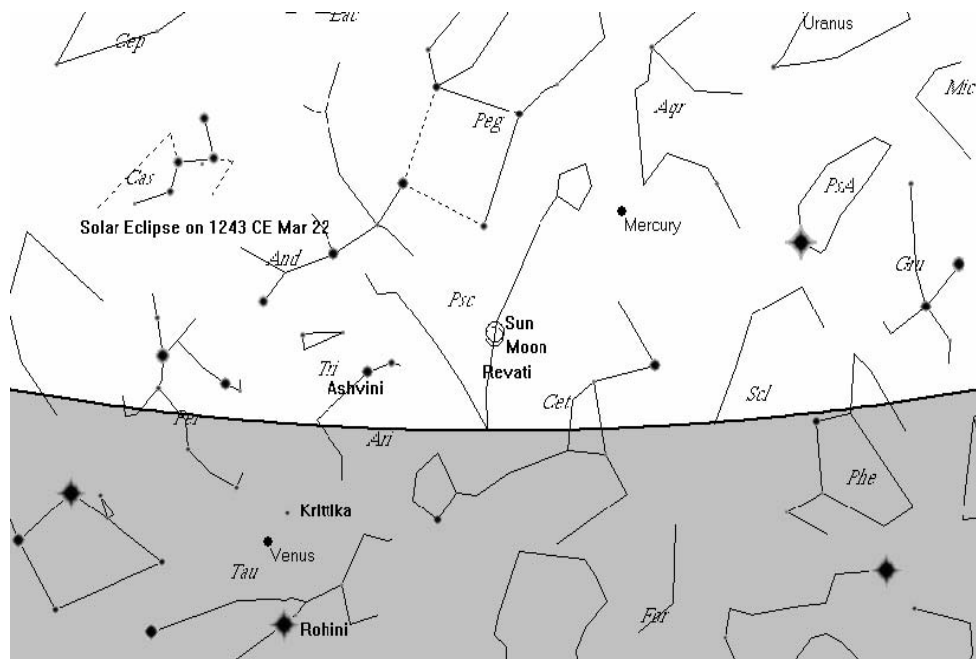 Lac
Uranus
Cep
Mic
Aqr
Peg
Cas
PsA
Solar Eclipse on 1243 CE Mar 22
Mercury
And
Gru
Psc
Sun
Moon
Tri
Revati
Ashvini
Cet
Scl
Per
Ari
Phe
Krittika
Venus
Tau
For
Rohini